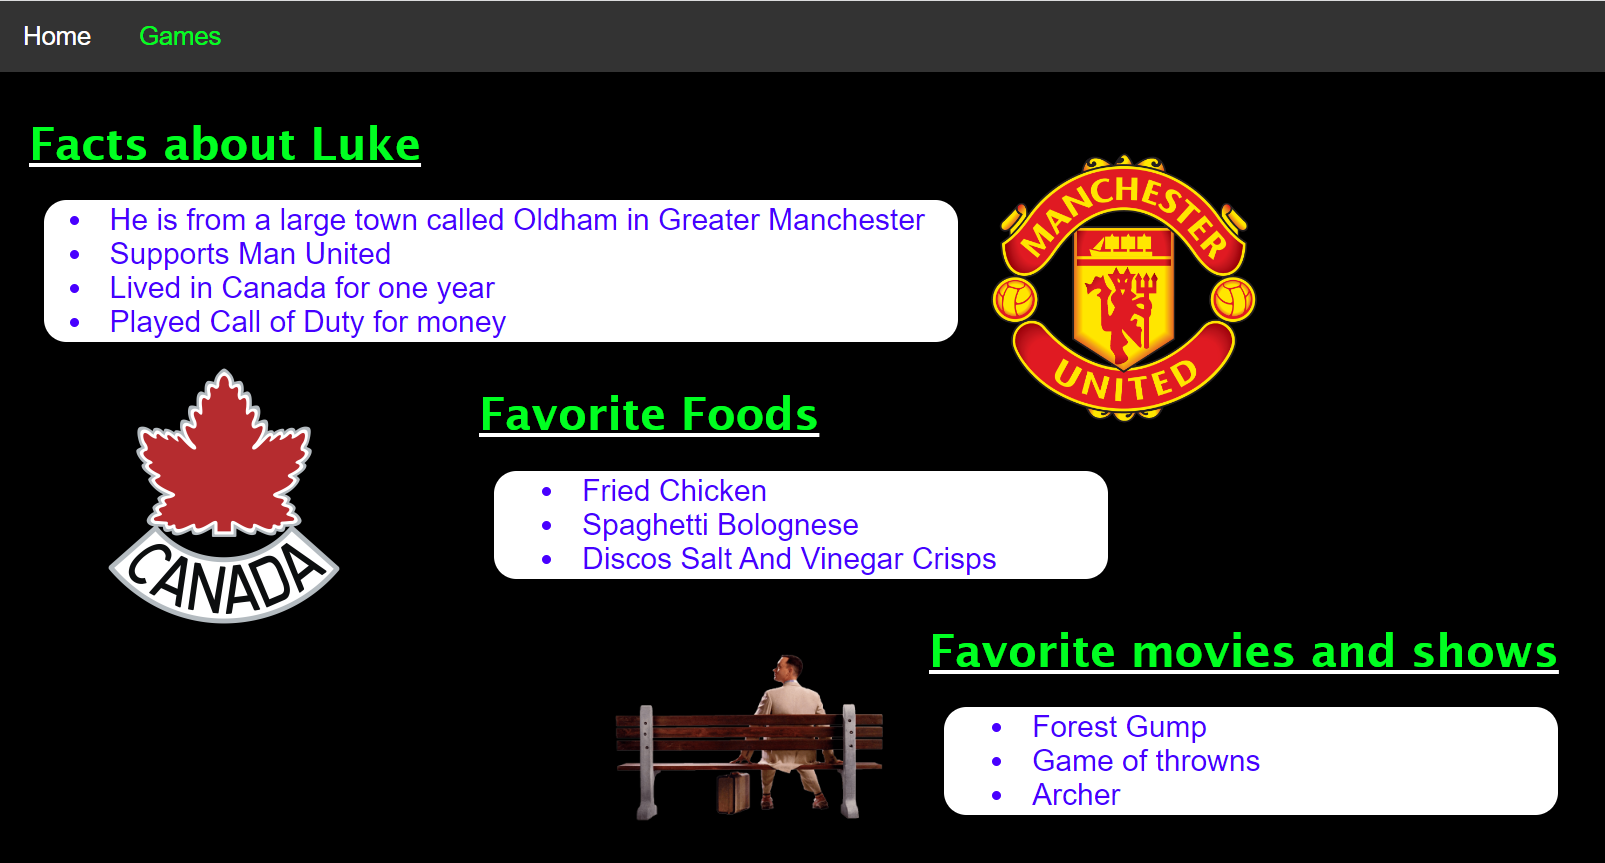 Home
Games
Facts about Luke
He is from a large town called Oldham in Greater Manchester
Supports Man United
Lived in Canada for one year
Played Call of Duty for money
MANCHESTER
UNITED
CANADA
Favorite Foods
Fried Chicken
Spaghetti Bolognese
Discos Salt And Vinegar Crisps
Favorite movies and shows
Forest Gump
Game of throwns
Archer